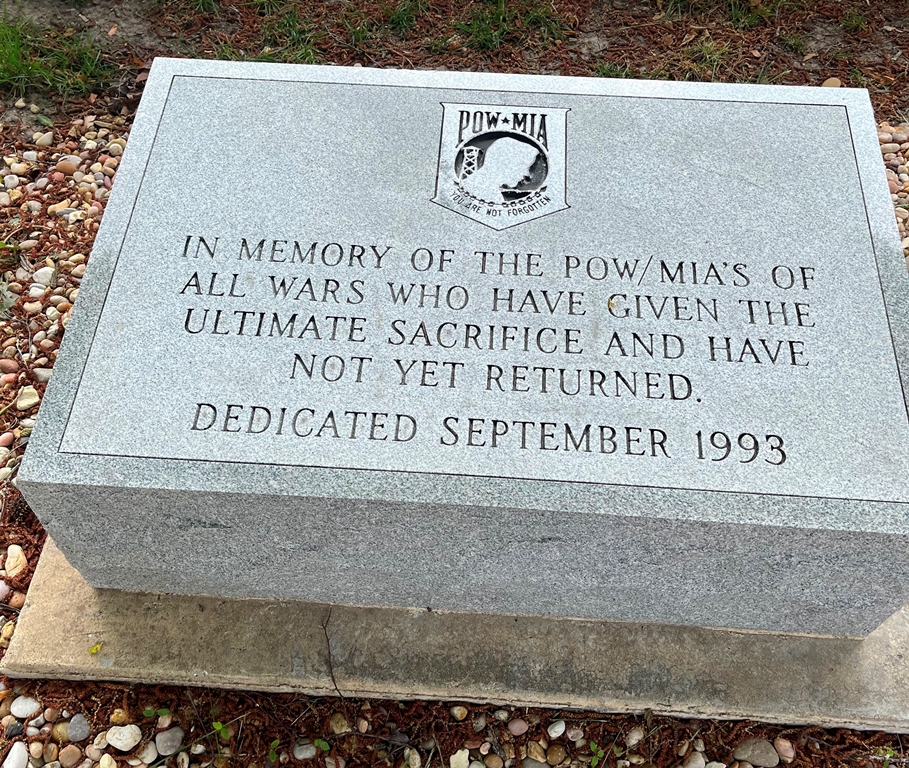 POW★MIA
YOU ARE NOT FORGOTTEN
IN MEMORY OF THE POW/MIA'S OF
ALL WARS WHO HAVE GIVEN THE
ULTIMATE SACRIFICE AND HAVE
NOT YET RETURNED.
DEDICATED SEPTEMBER 1993